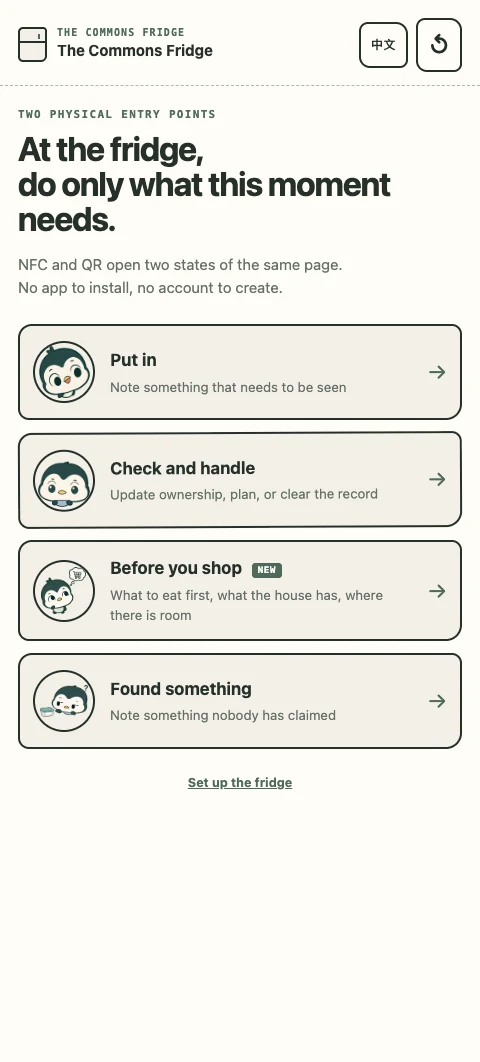 THE COMMONS FRIDGE
The Commons Fridge
中文
TWO PHYSICAL ENTRY POINTS
At the fridge,
do only what this moment
needs.
NFC and QR open two states of the same page.
No app to install, no account to create.
Put in
Note something that needs to be seen
Check and handle
Update ownership, plan, or clear the record
Before you shop NEW
What to eat first, what the house has, where
there is room
?
Found something
Note something nobody has claimed
Set up the fridge